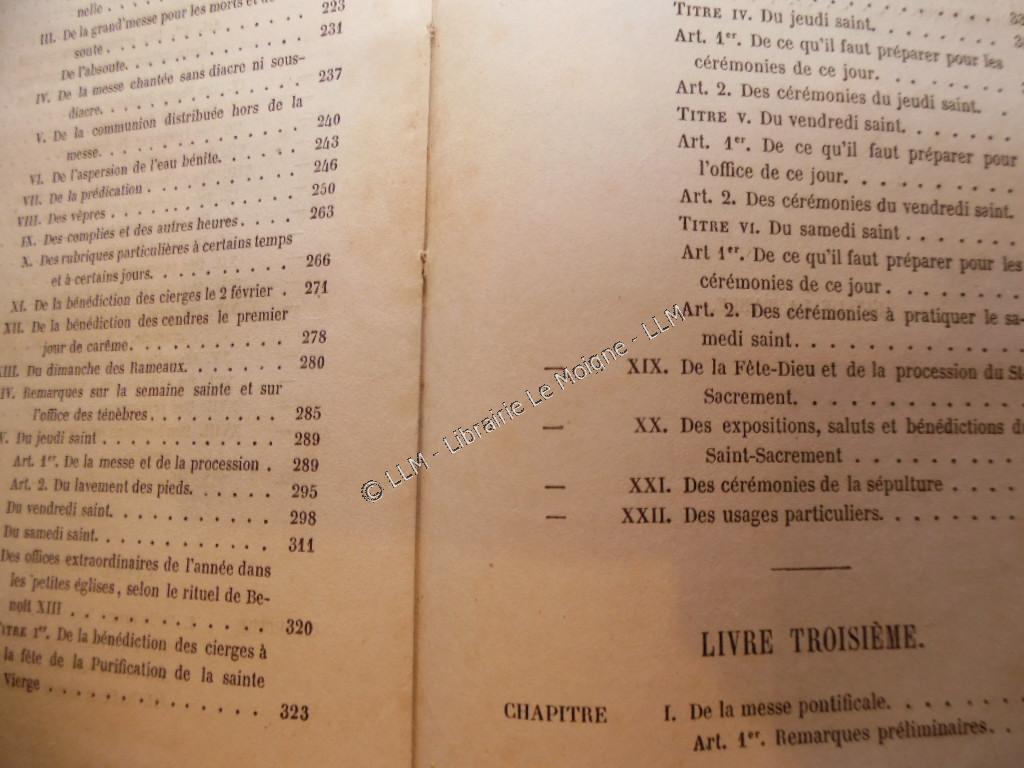 nelle
III. De la grand'messe pour les morts et de
soute . . . . . . . . . . . . 223
De l'absoute. . . . . . . . . . . 231
IV. De la messe chantée sans diacre ni sous-
diacre. . . . . . . . . . . . 237
V. De la communion distribuée hors de la
messe. . . . . . . . . . . . 240
VI. De l'aspersion de l'eau bénite. . . . . . 243
VII. De la prédication . . . . . . . . . 246
VIII. Des vêpres . . . . . . . . . . . 250
IX. Des complies et des autres heures. . . . . 263
X. Des rubriques particulières à certains temps
et à certains jours. . . . . . . . . 266
XI. De la bénédiction des cierges le 2 février . 271
XII. De la bénédiction des cendres le premier
jour de carême. . . . . . . . . . 278
XIII. Du dimanche des Rameaux. . . . . . . 280
IV. Remarques sur la semaine sainte et sur
l'office des ténèbres . . . . . . . . . 285
V. Du jeudi saint . . . . . . . . . . . 289
Art. 1er. De la messe et de la procession . 289
Art. 2. Du lavement des pieds. . . . . . 295
Du vendredi saint. . . . . . . . . . . 298
Du samedi saint. . . . . . . . . . . . 311
Des offices extraordinaires de l'année dans
les petites églises, selon le rituel de Be-
noît XIII . . . . . . . . . . . . 320
TITRE 1er. De la bénédiction des cierges à
la fête de la Purification de la sainte
Vierge . . . . . . . . . . . . . 323
TITRE IV. Du jeudi saint. . . . . . .
Art. 1er. De ce qu'il faut préparer pour les
cérémonies de ce jour. . . . . . .
Art. 2. Des cérémonies du jeudi saint. .
TITRE V. Du vendredi saint. . . . . . .
Art. 1er. De ce qu'il faut préparer pour
l'office de ce jour. . . . . . . . .
Art. 2. Des cérémonies du vendredi saint.
TITRE VI. Du samedi saint . . . . . . .
Art 1er. De ce qu'il faut préparer pour les
cérémonies de ce jour . . . . . . .
Art. 2. Des cérémonies à pratiquer le sa-
medi saint. . . . . . . . . . . .
— XIX. De la Fête-Dieu et de la procession du St-
Sacrement. . . . . . . . . . . .
— XX. Des expositions, saluts et bénédictions du
Saint-Sacrement . . . . . . . . .
— XXI. Des cérémonies de la sépulture . . . .
— XXII. Des usages particuliers. . . . . . . .
LIVRE TROISIÈME.
CHAPITRE I. De la messe pontificale. . . . . . .
Art. 1er. Remarques préliminaires. . .
© LLM - Librairie Le Moigne - LLM